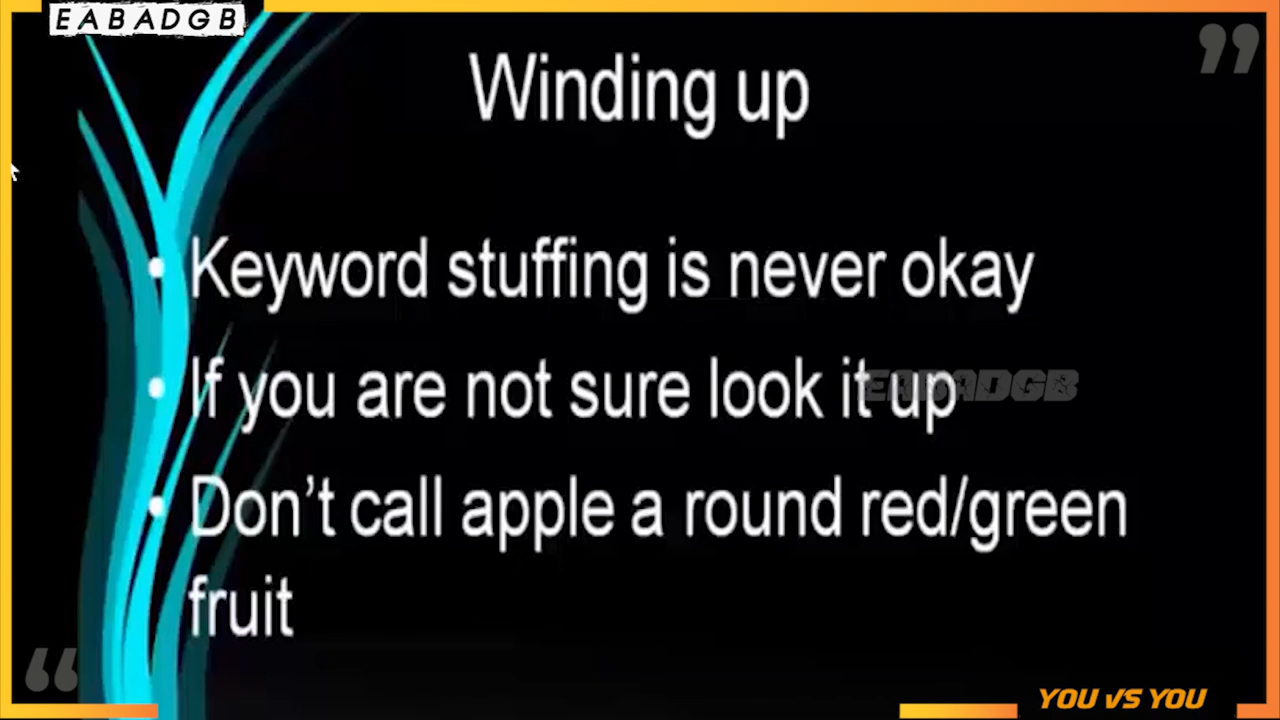 EABADGB
Winding up
• Keyword stuffing is never okay
• If you are not sure look it up
EABADGB
• Don’t call apple a round red/green
fruit
YOU VS YOU